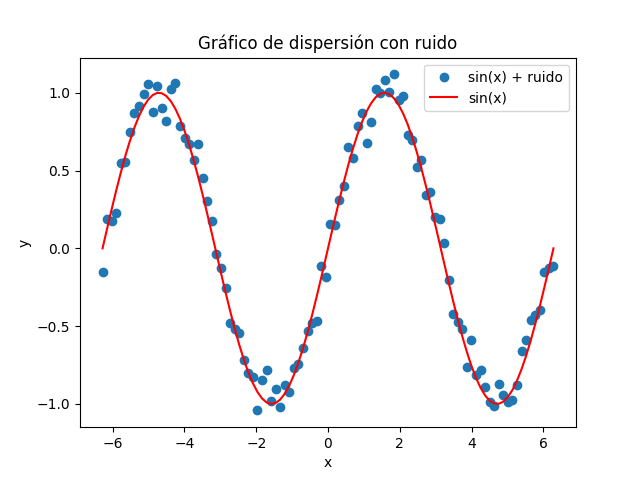 Gráfico de dispersión con ruido
sin(x) + ruido
sin(x)
y
1.0
0.5
0.0
−0.5
−1.0
−6 −4 −2 0 2 4 6
x